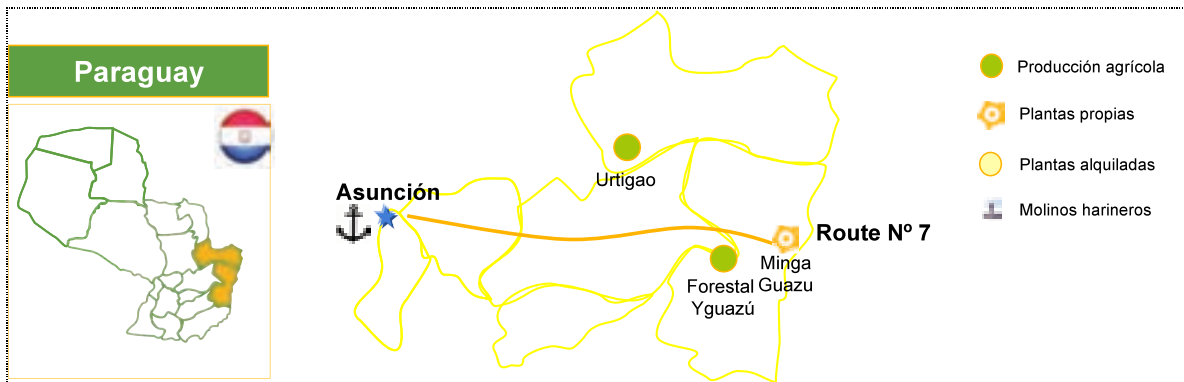 Paraguay
Asunción
Urtigao
Route Nº 7
Minga
Guazu
Forestal
Yguazú
Producción agrícola
Plantas propias
Plantas alquiladas
Molinos harineros